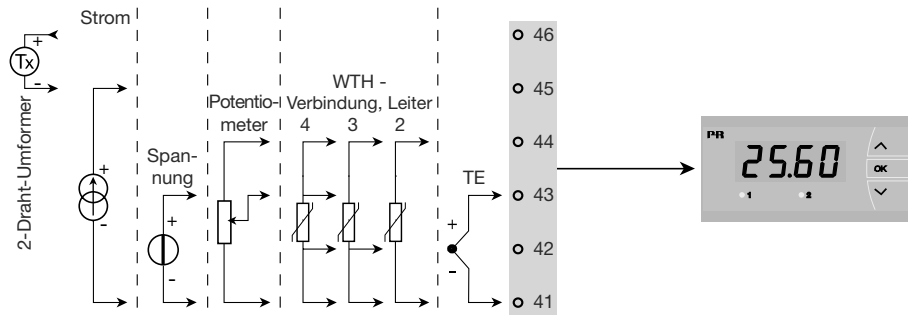 Strom
+
Tx
-
2-Draht-Umformer
+
-
Span-
nung
+
-
Potentio-
meter
WTH -
Verbindung, Leiter
4 3 2
TE
+
-
46
45
44
43
42
41
PR
25.60
OK
1 2